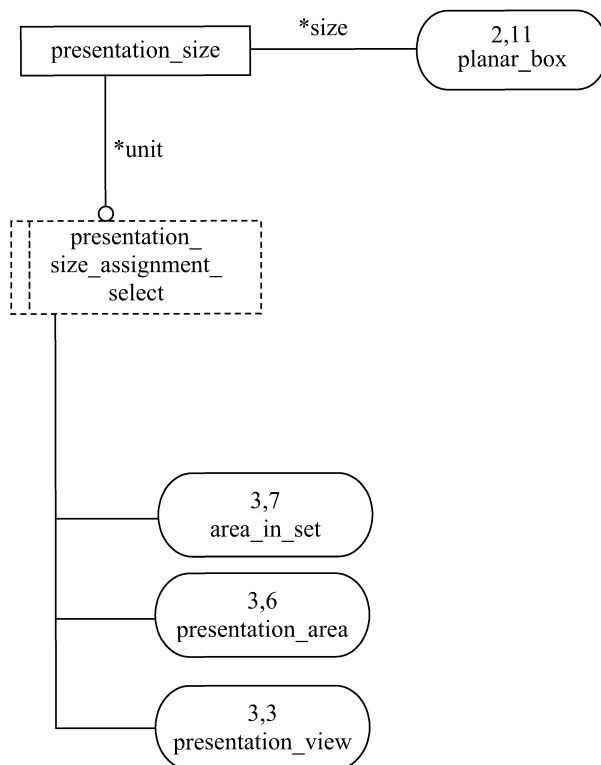 *size
presentation_size
2,11
planar_box
*unit
presentation_
size_assignment_
select
3,7
area_in_set
3,6
presentation_area
3,3
presentation_view